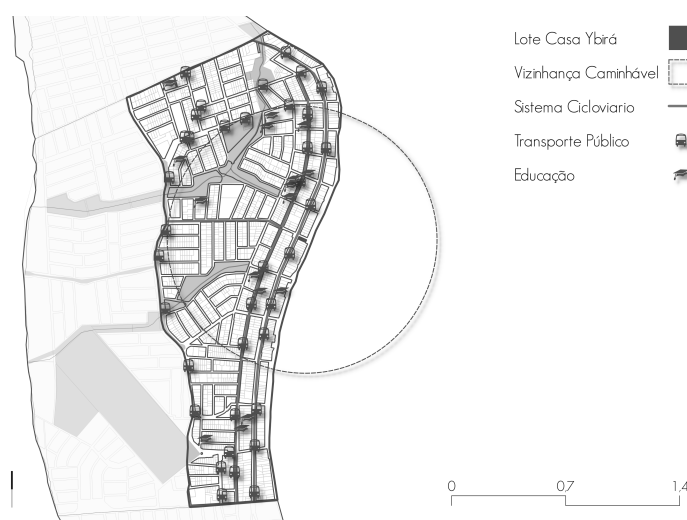 Lote Casa Ybirá
Vizinhança Caminhável
Sistema Cicloviario
Transporte Público
Educação
0 0,7 1,4